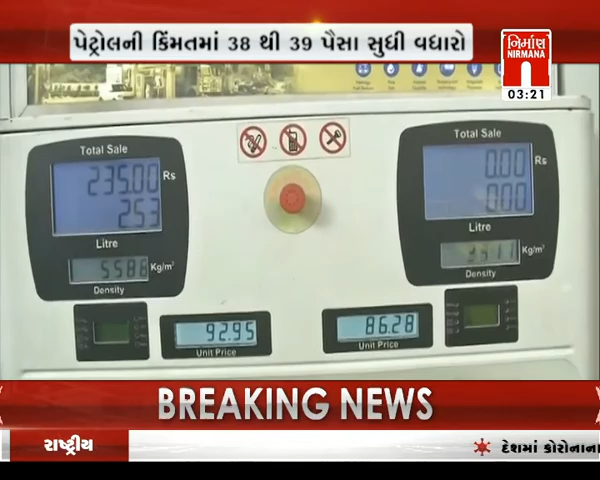 પેટ્રોલની કિંમતમાં 38 થી 39 પૈસા સુધી વધારો
નિર્માણ
NIRMANA
03:21
Total Sale
235.00 Rs
2.53
Litre
Kg/m³
Density
92.95
Unit Price
Total Sale
0.00 Rs
0.00
Litre
Kg/m³
Density
86.28
Unit Price
BREAKING NEWS
રાષ્ટ્રીય
દેશમાં કોરોનાના